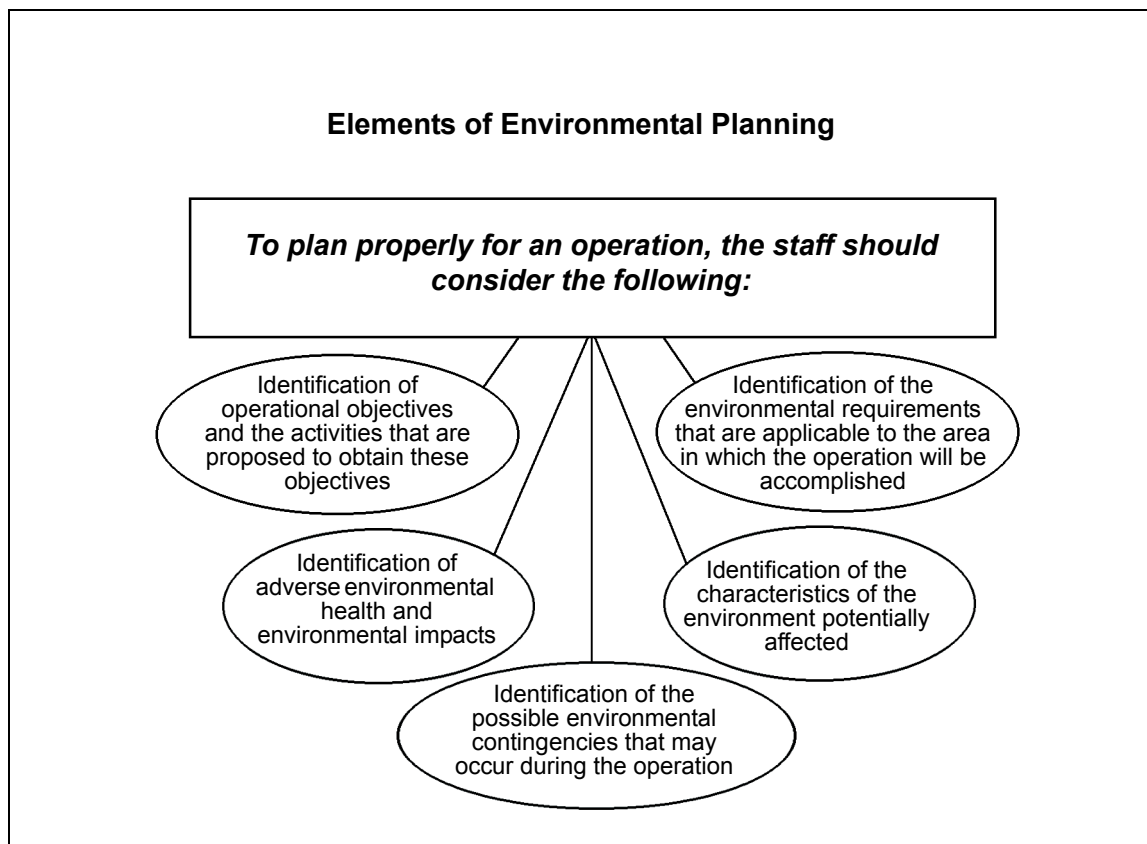 Elements of Environmental Planning
To plan properly for an operation, the staff should
consider the following:
Identification of
operational objectives
and the activities that are
proposed to obtain these
objectives
Identification of the
environmental requirements
that are applicable to the area
in which the operation will be
accomplished
Identification of
adverse environmental
health and
environmental impacts
Identification of the
characteristics of the
environment potentially
affected
Identification of the
possible environmental
contingencies that may
occur during the operation